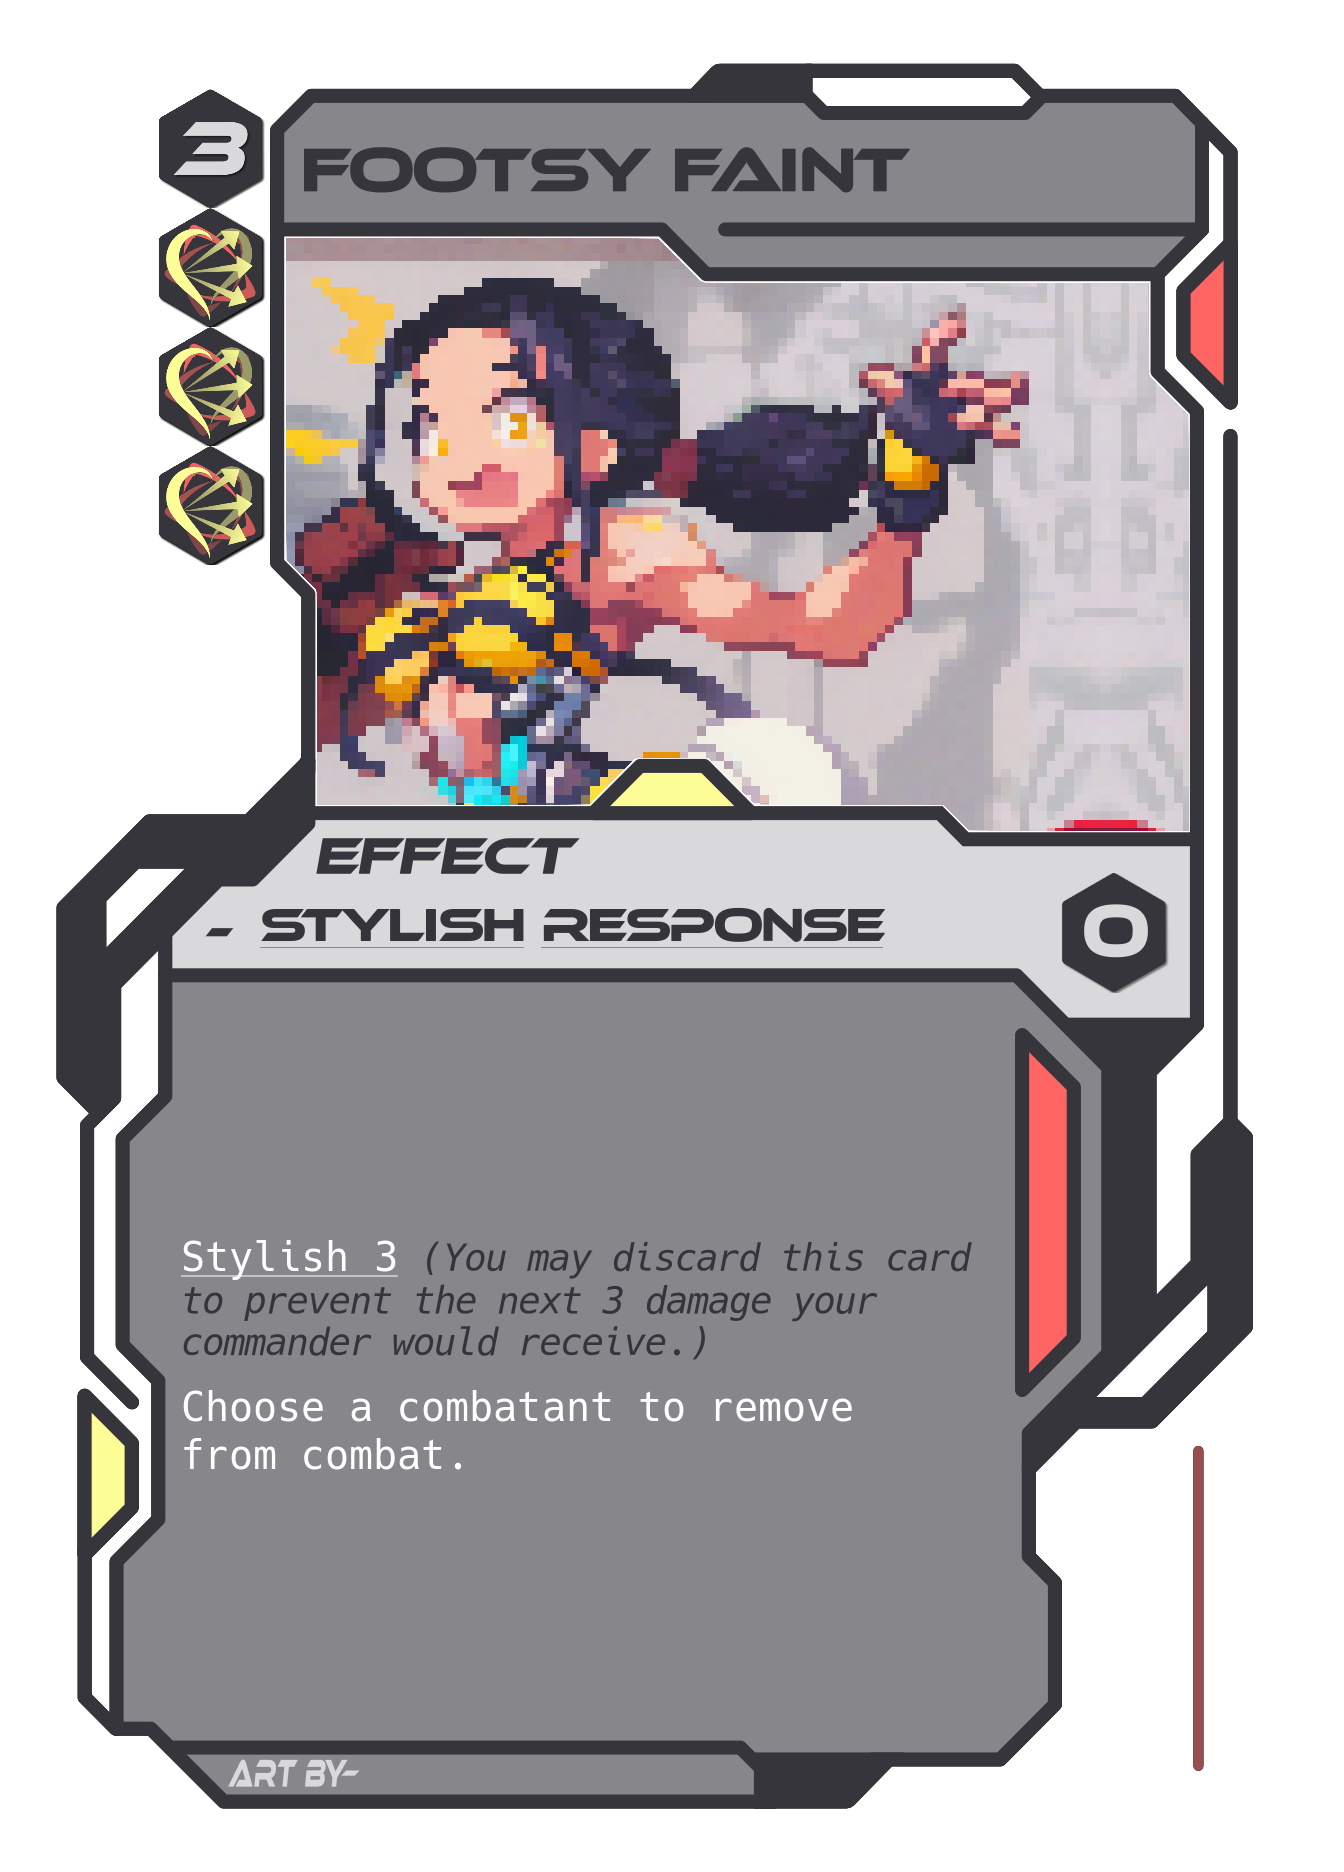 3
FOOTSY FAINT
EFFECT
- STYLISH RESPONSE
0
Stylish 3 (You may discard this card
to prevent the next 3 damage your
commander would receive.)
Choose a combatant to remove
from combat.
ART BY-